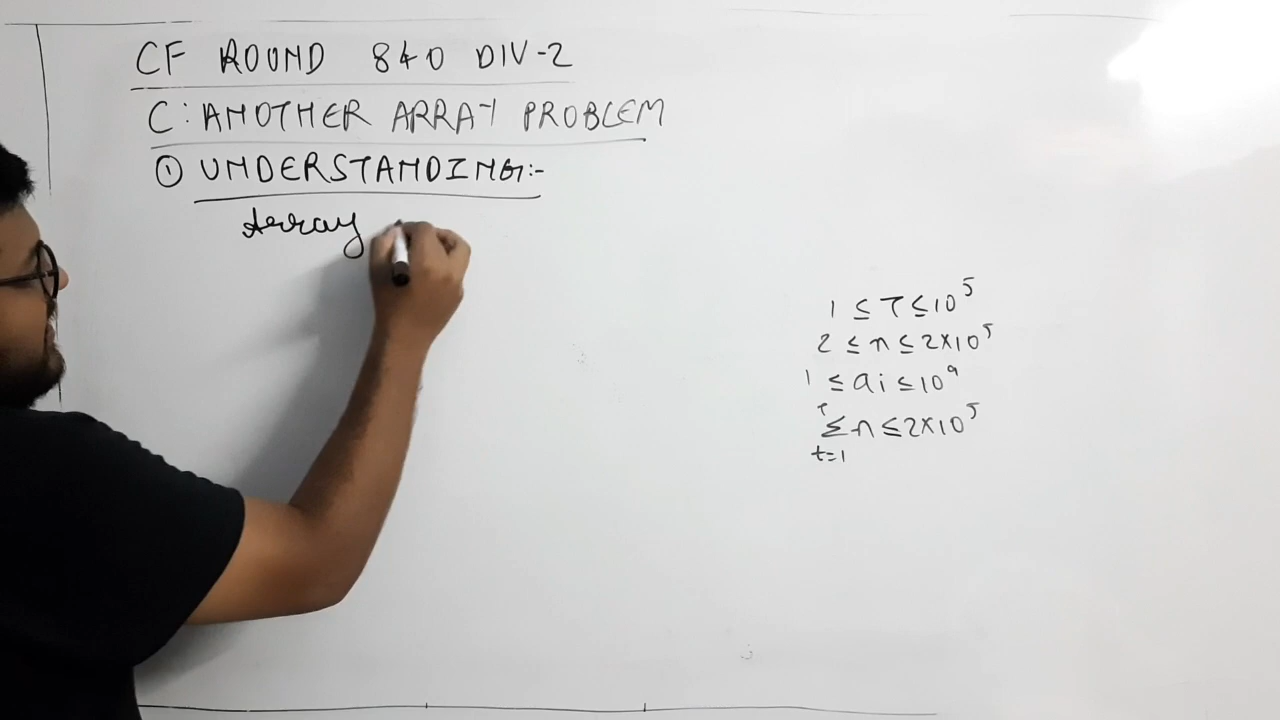 CF ROUND 840 DIV-2
C: ANOTHER ARRAY PROBLEM
① UNDERSTANDING:-
Array
1 ≤ T ≤ 10⁵
2 ≤ n ≤ 2×10⁵
1 ≤ ai ≤ 10⁹
T
Σn ≤ 2×10⁵
t=1